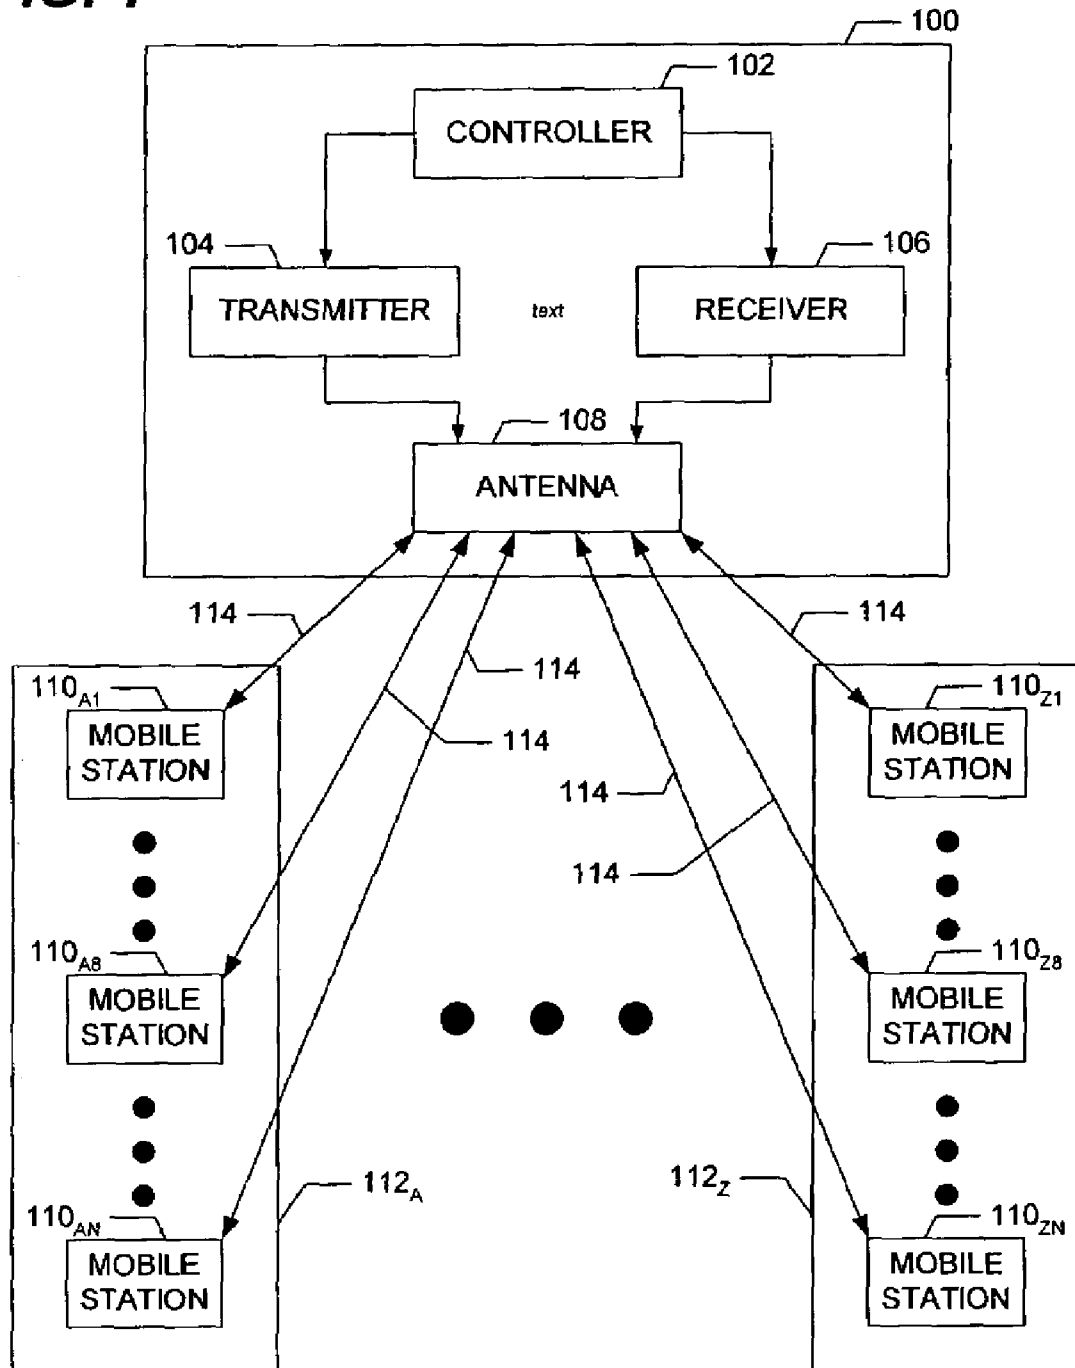 100
102
CONTROLLER
104
106
TRANSMITTER
text
RECEIVER
108
ANTENNA
114
114
114
110A1
110Z1
MOBILE
STATION
MOBILE
STATION
114
114
114
110A8
110Z8
MOBILE
STATION
MOBILE
STATION
112A
112Z
110AN
110ZN
MOBILE
STATION
MOBILE
STATION